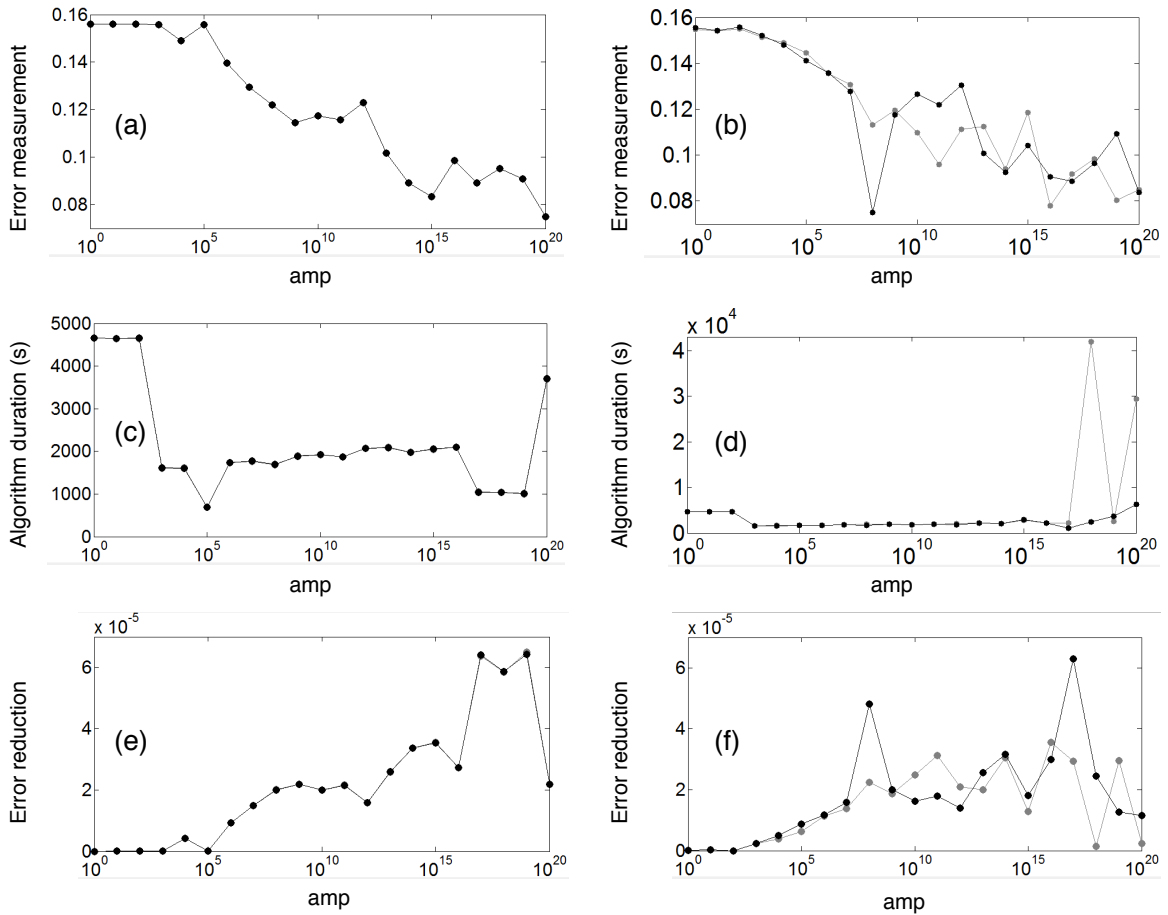 0.16
0.14
0.12
0.1
0.08
Error measurement
(a)
10^0 10^5 10^10 10^15 10^20
amp
0.16
0.14
0.12
0.1
0.08
Error measurement
(b)
10^0 10^5 10^10 10^15 10^20
amp
5000
4000
3000
2000
1000
0
Algorithm duration (s)
(c)
10^0 10^5 10^10 10^15 10^20
amp
x 10^4
4
3
2
1
0
Algorithm duration (s)
(d)
10^0 10^5 10^10 10^15 10^20
amp
x 10^-5
6
4
2
0
Error reduction
(e)
10^0 10^5 10^10 10^15 10^20
amp
x 10^-5
6
5
2
0
Error reduction
(f)
10^0 10^5 10^10 10^15 10^20
amp